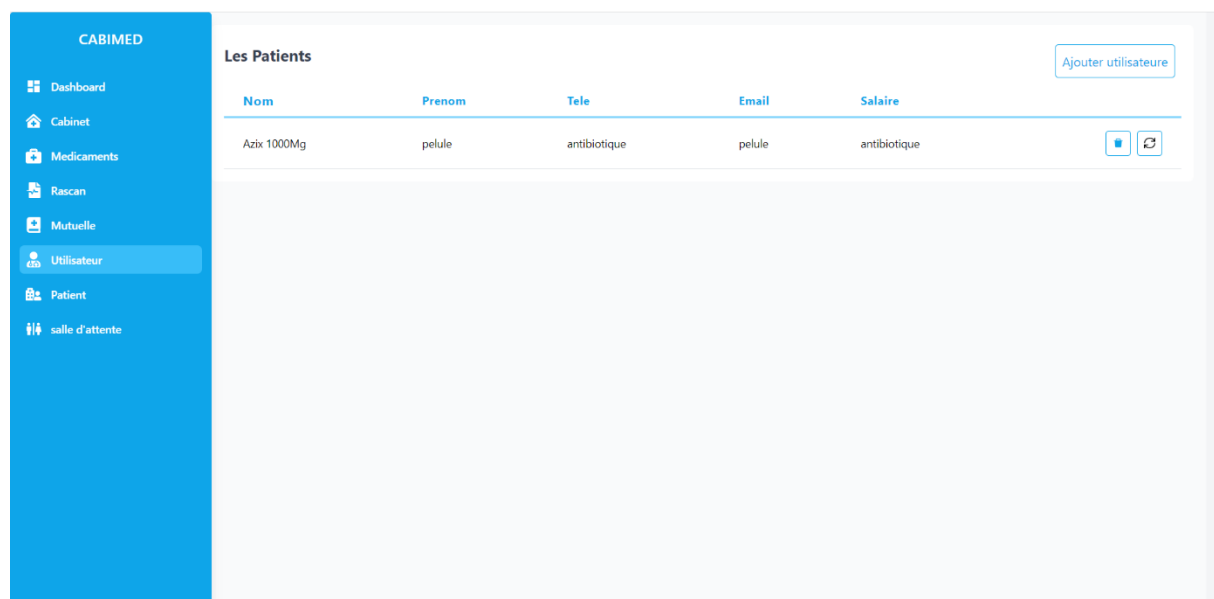 CABIMED
Dashboard
Cabinet
Medicaments
Rascan
Mutuelle
Utilisateur
Patient
salle d'attente
Les Patients
Ajouter utilisateure
Nom Prenom Tele Email Salaire
Azix 1000Mg pelule antibiotique pelule antibiotique